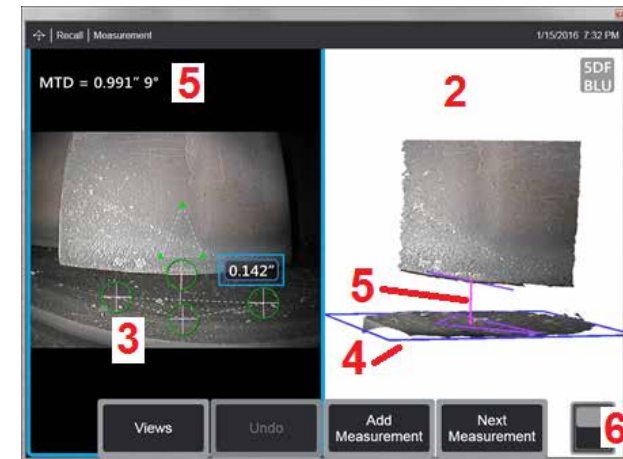 Recall | Measurement
1/15/2016 7:32 PM
MTD = 0.991" 9°
5
2
5DF
BLU
0.142"
3
5
4
Views
Undo
Add
Measurement
Next
Measurement
6